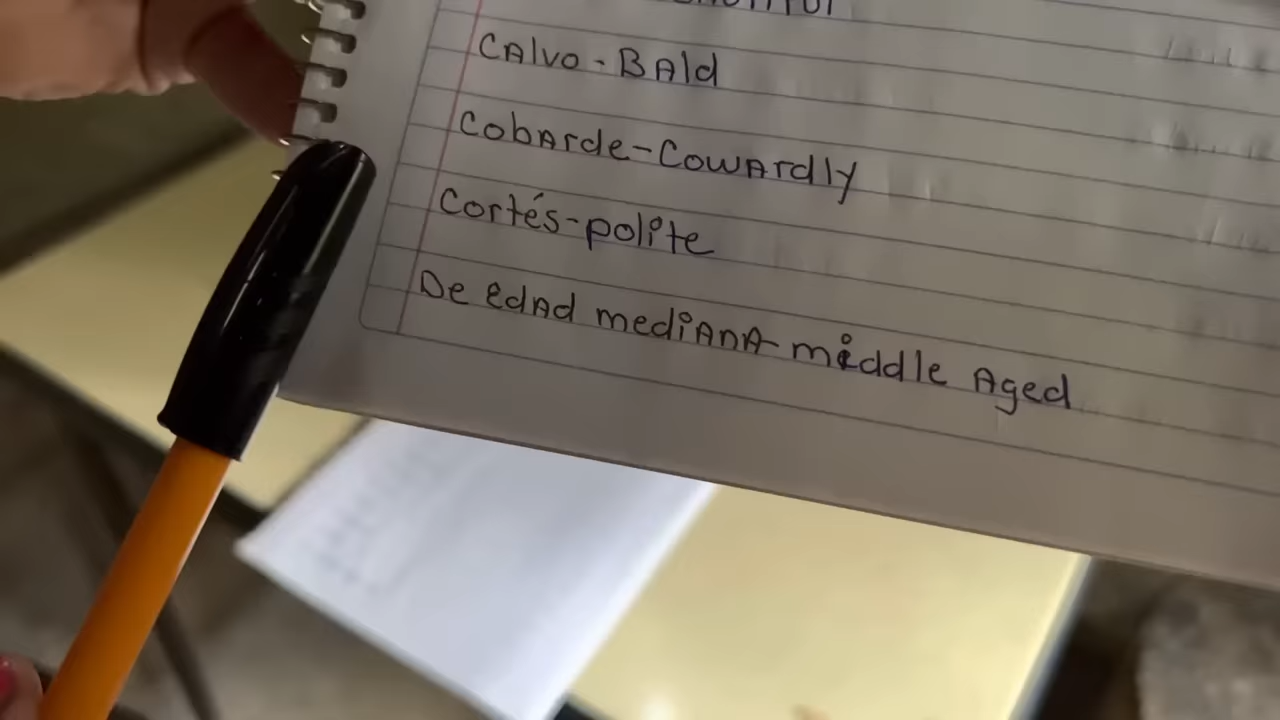 Calvo - Bald
Cobarde - Cowardly
Cortés - polite
De edad mediana - middle Aged